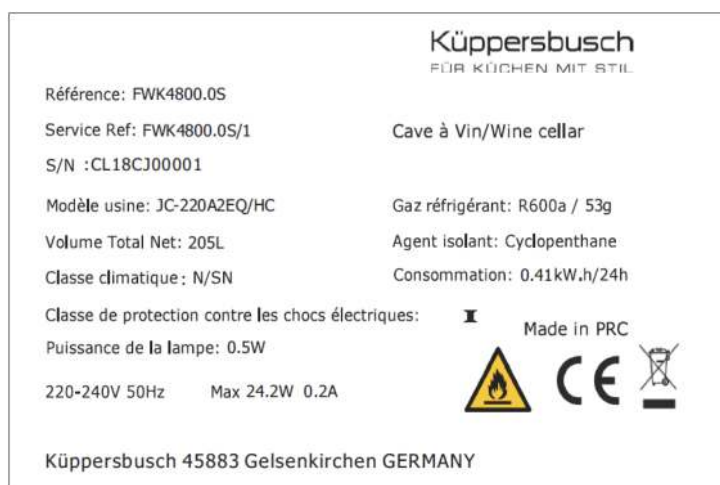 Küppersbusch
FÜR KÜCHEN MIT STIL
Référence: FWK4800.0S
Service Ref: FWK4800.0S/1
Cave à Vin/Wine cellar
S/N :CL18CJ00001
Modèle usine: JC-220A2EQ/HC
Gaz réfrigérant: R600a / 53g
Volume Total Net: 205L
Agent isolant: Cyclopenthane
Classe climatique: N/SN
Consommation: 0.41kW.h/24h
Classe de protection contre les chocs électriques: I
Made in PRC
Puissance de la lampe: 0.5W
CE
220-240V 50Hz Max 24.2W 0.2A
Küppersbusch 45883 Gelsenkirchen GERMANY